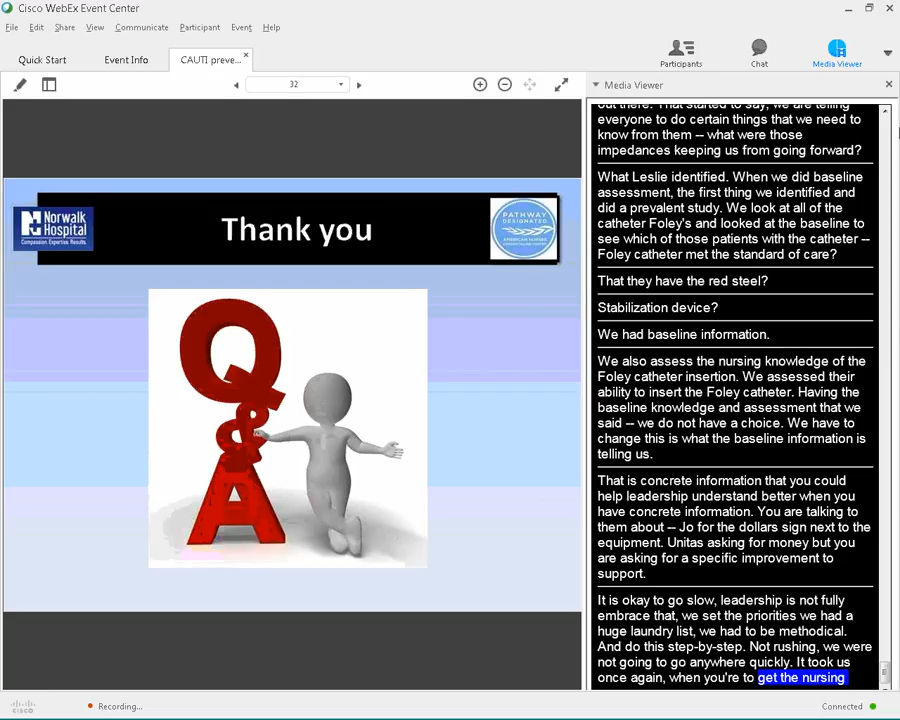 Cisco WebEx Event Center
File Edit Share View Communicate Participant Event Help
Quick Start Event Info CAUTI preve...
Participants Chat Media Viewer
32
Media Viewer
Norwalk
Hospital
Compassion. Expertise. Results.
Thank you
PATHWAY
DESIGNATED
AMERICAN NURSES
CREDENTIALING CENTER
Q
&
A
out there. That started to say, we are telling
everyone to do certain things that we need to
know from them -- what were those
impedances keeping us from going forward?
What Leslie identified. When we did baseline
assessment, the first thing we identified and
did a prevalent study. We look at all of the
catheter Foley's and looked at the baseline to
see which of those patients with the catheter --
Foley catheter met the standard of care?
That they have the red steel?
Stabilization device?
We had baseline information.
We also assess the nursing knowledge of the
Foley catheter insertion. We assessed their
ability to insert the Foley catheter. Having the
baseline knowledge and assessment that we
said -- we do not have a choice. We have to
change this is what the baseline information is
telling us.
That is concrete information that you could
help leadership understand better when you
have concrete information. You are talking to
them about -- Jo for the dollars sign next to the
equipment. Unitas asking for money but you
are asking for a specific improvement to
support.
It is okay to go slow, leadership is not fully
embrace that, we set the priorities we had a
huge laundry list, we had to be methodical.
And do this step-by-step. Not rushing, we were
not going to go anywhere quickly. It took us
once again, when you're to get the nursing
cisco
Recording...
Connected